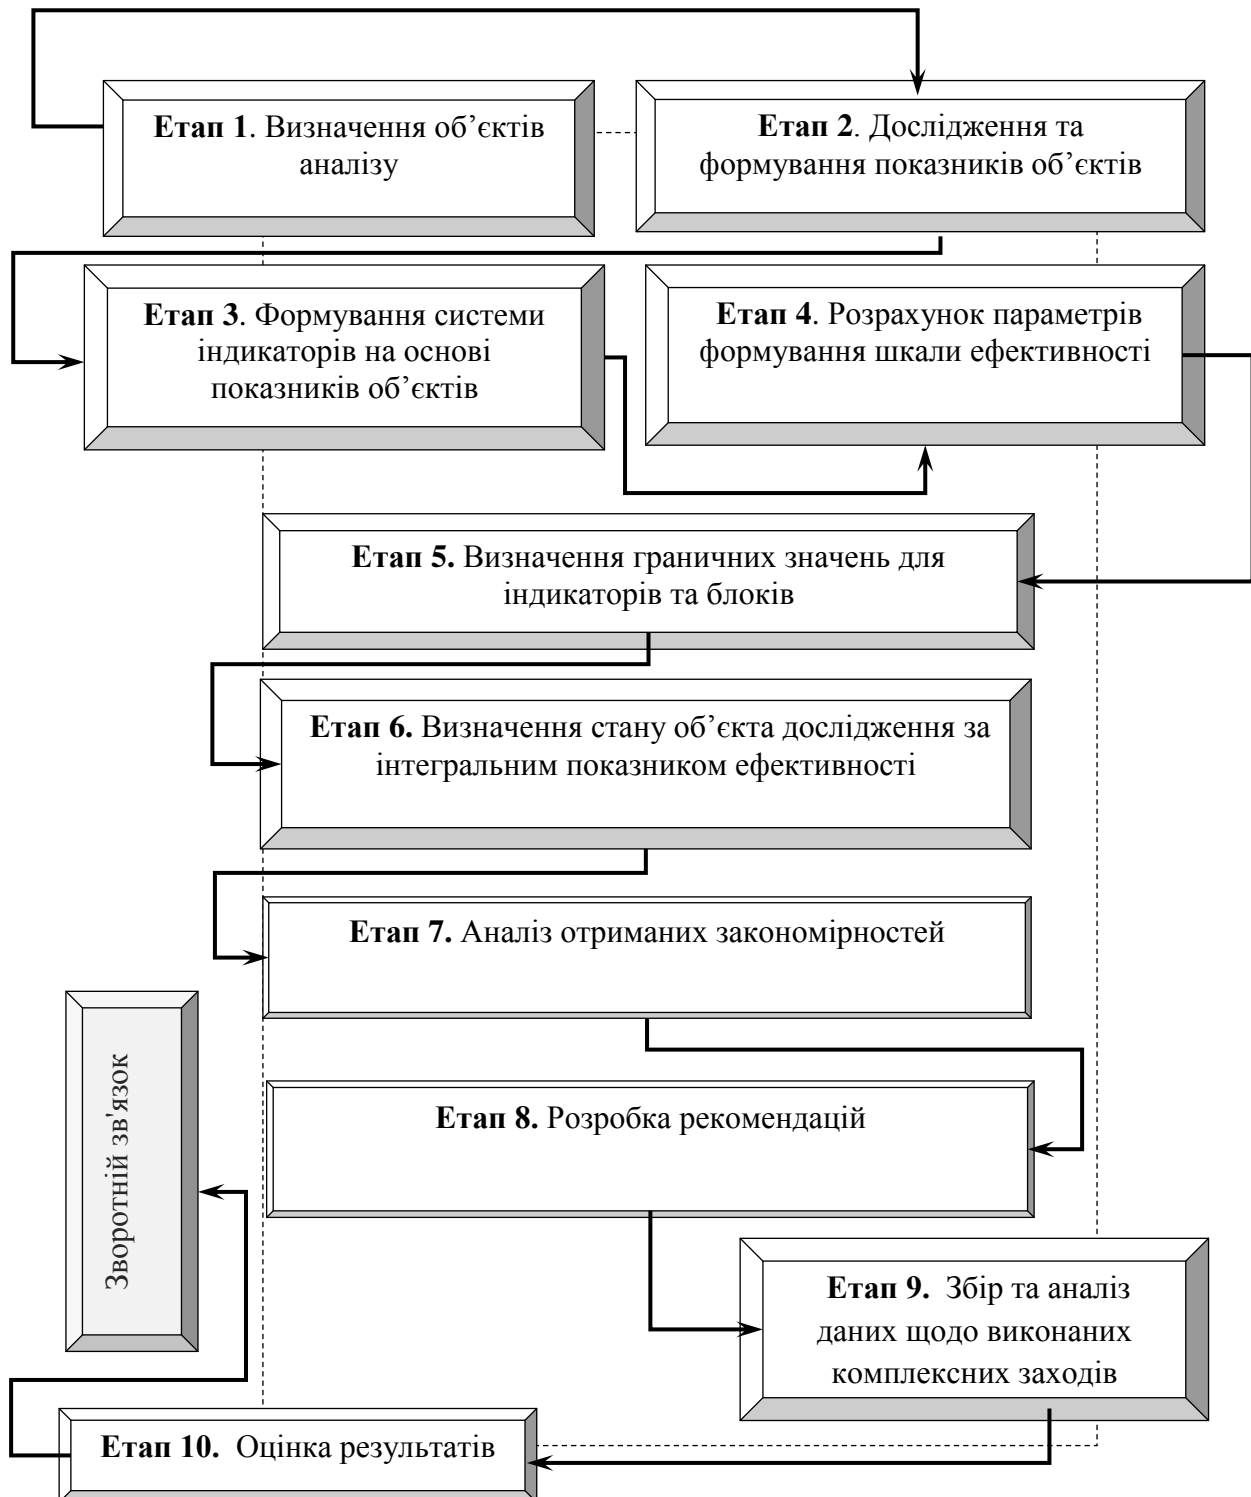 Етап 1. Визначення об’єктів
аналізу
Етап 2. Дослідження та
формування показників об’єктів
Етап 3. Формування системи
індикаторів на основі
показників об’єктів
Етап 4. Розрахунок параметрів
формування шкали ефективності
Етап 5. Визначення граничних значень для
індикаторів та блоків
Етап 6. Визначення стану об’єкта дослідження за
інтегральним показником ефективності
Етап 7. Аналіз отриманих закономірностей
Зворотній зв'язок
Етап 8. Розробка рекомендацій
Етап 9. Збір та аналіз
даних щодо виконаних
комплексних заходів
Етап 10. Оцінка результатів